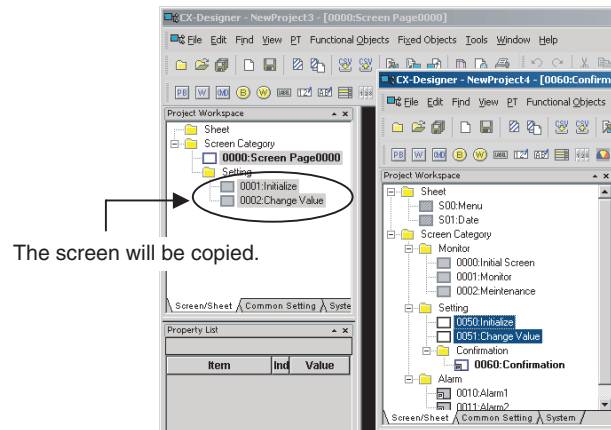 CX-Designer - NewProject3 - [0000:Screen Page0000]
File Edit Find View PT Functional Objects Fixed Objects Tools Window Help
Project Workspace
Sheet
Screen Category
0000:Screen Page0000
Setting
0001:Initialize
0002:Change Value
The screen will be copied.
Screen/Sheet Common Setting Syste
Property List
Item Ind Value
CX-Designer - NewProject4 - [0060:Confirm
File Edit Find View PT Functional Objects
Project Workspace
Sheet
S00:Menu
S01:Date
Screen Category
Monitor
0000:Initial Screen
0001:Monitor
0002:Meintenance
Setting
0050:Initialize
0051:Change Value
Confirmation
0060:Confirmation
Alarm
0010:Alarm1
0011:Alarm2
Screen/Sheet Common Setting System